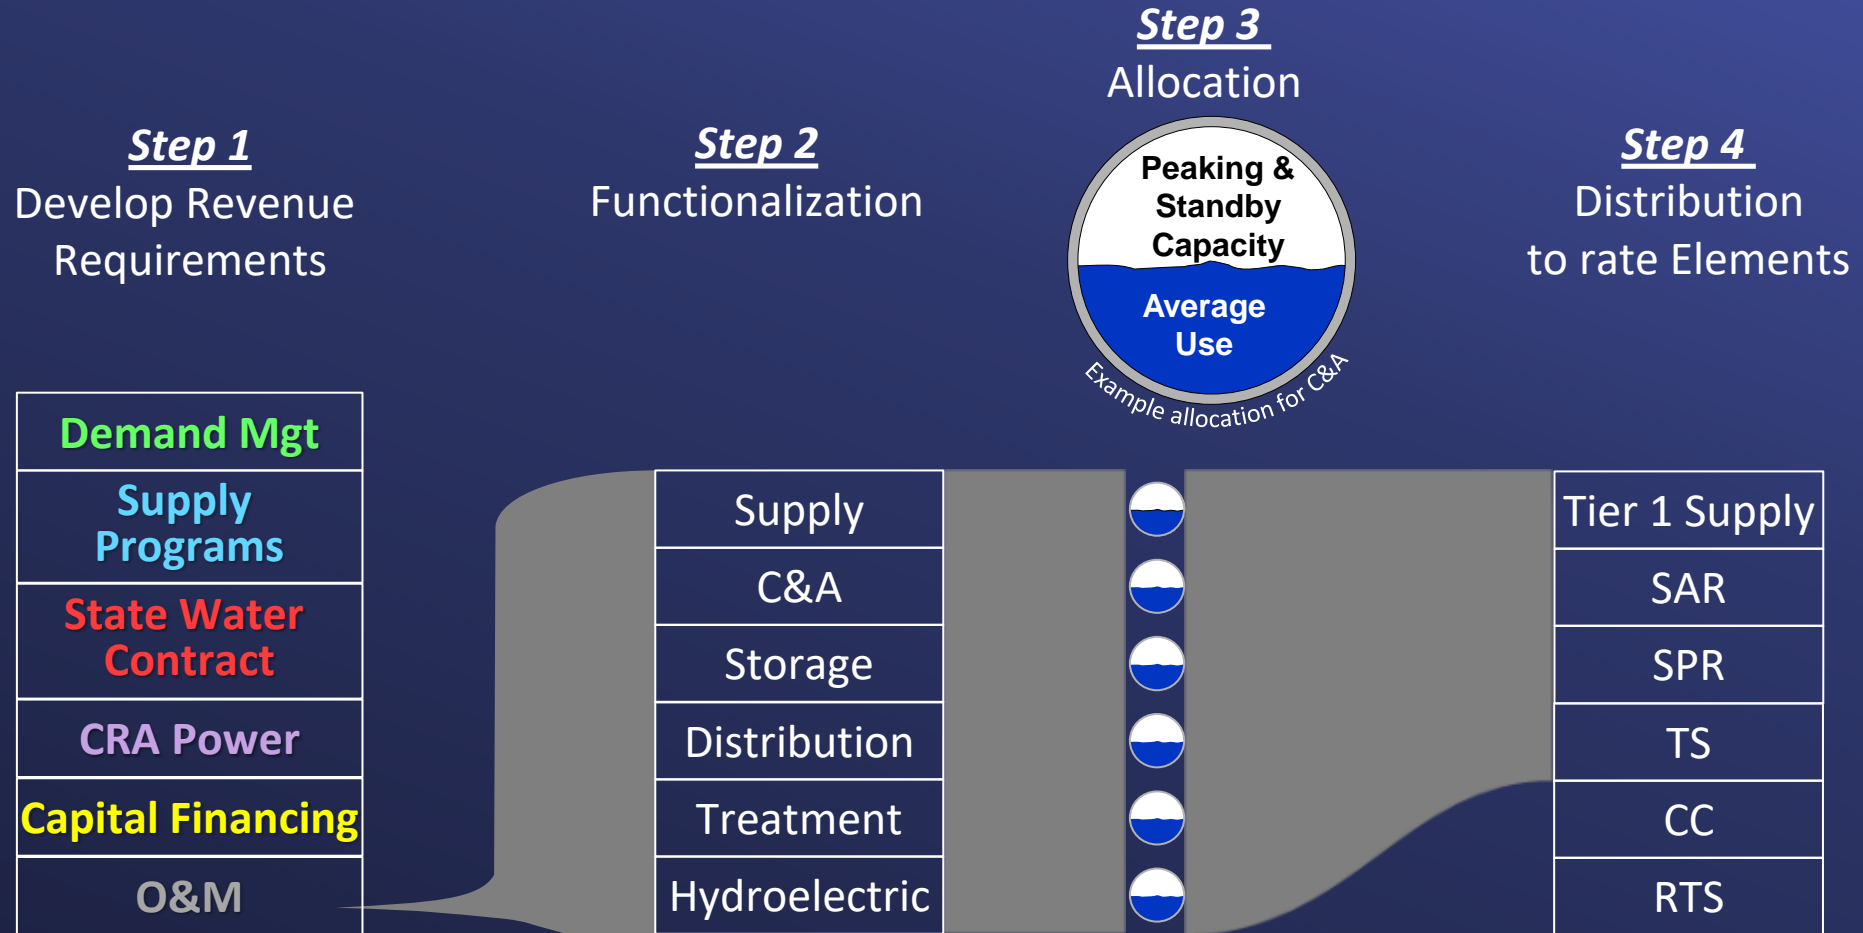 Step 1
Develop Revenue
Requirements
Demand Mgt
Supply
Programs
State Water
Contract
CRA Power
Capital Financing
O&M
Step 2
Functionalization
Supply
C&A
Storage
Distribution
Treatment
Hydroelectric
Step 3
Allocation
Peaking &
Standby
Capacity
Average
Use
Example allocation for C&A
Step 4
Distribution
to rate Elements
Tier 1 Supply
SAR
SPR
TS
CC
RTS